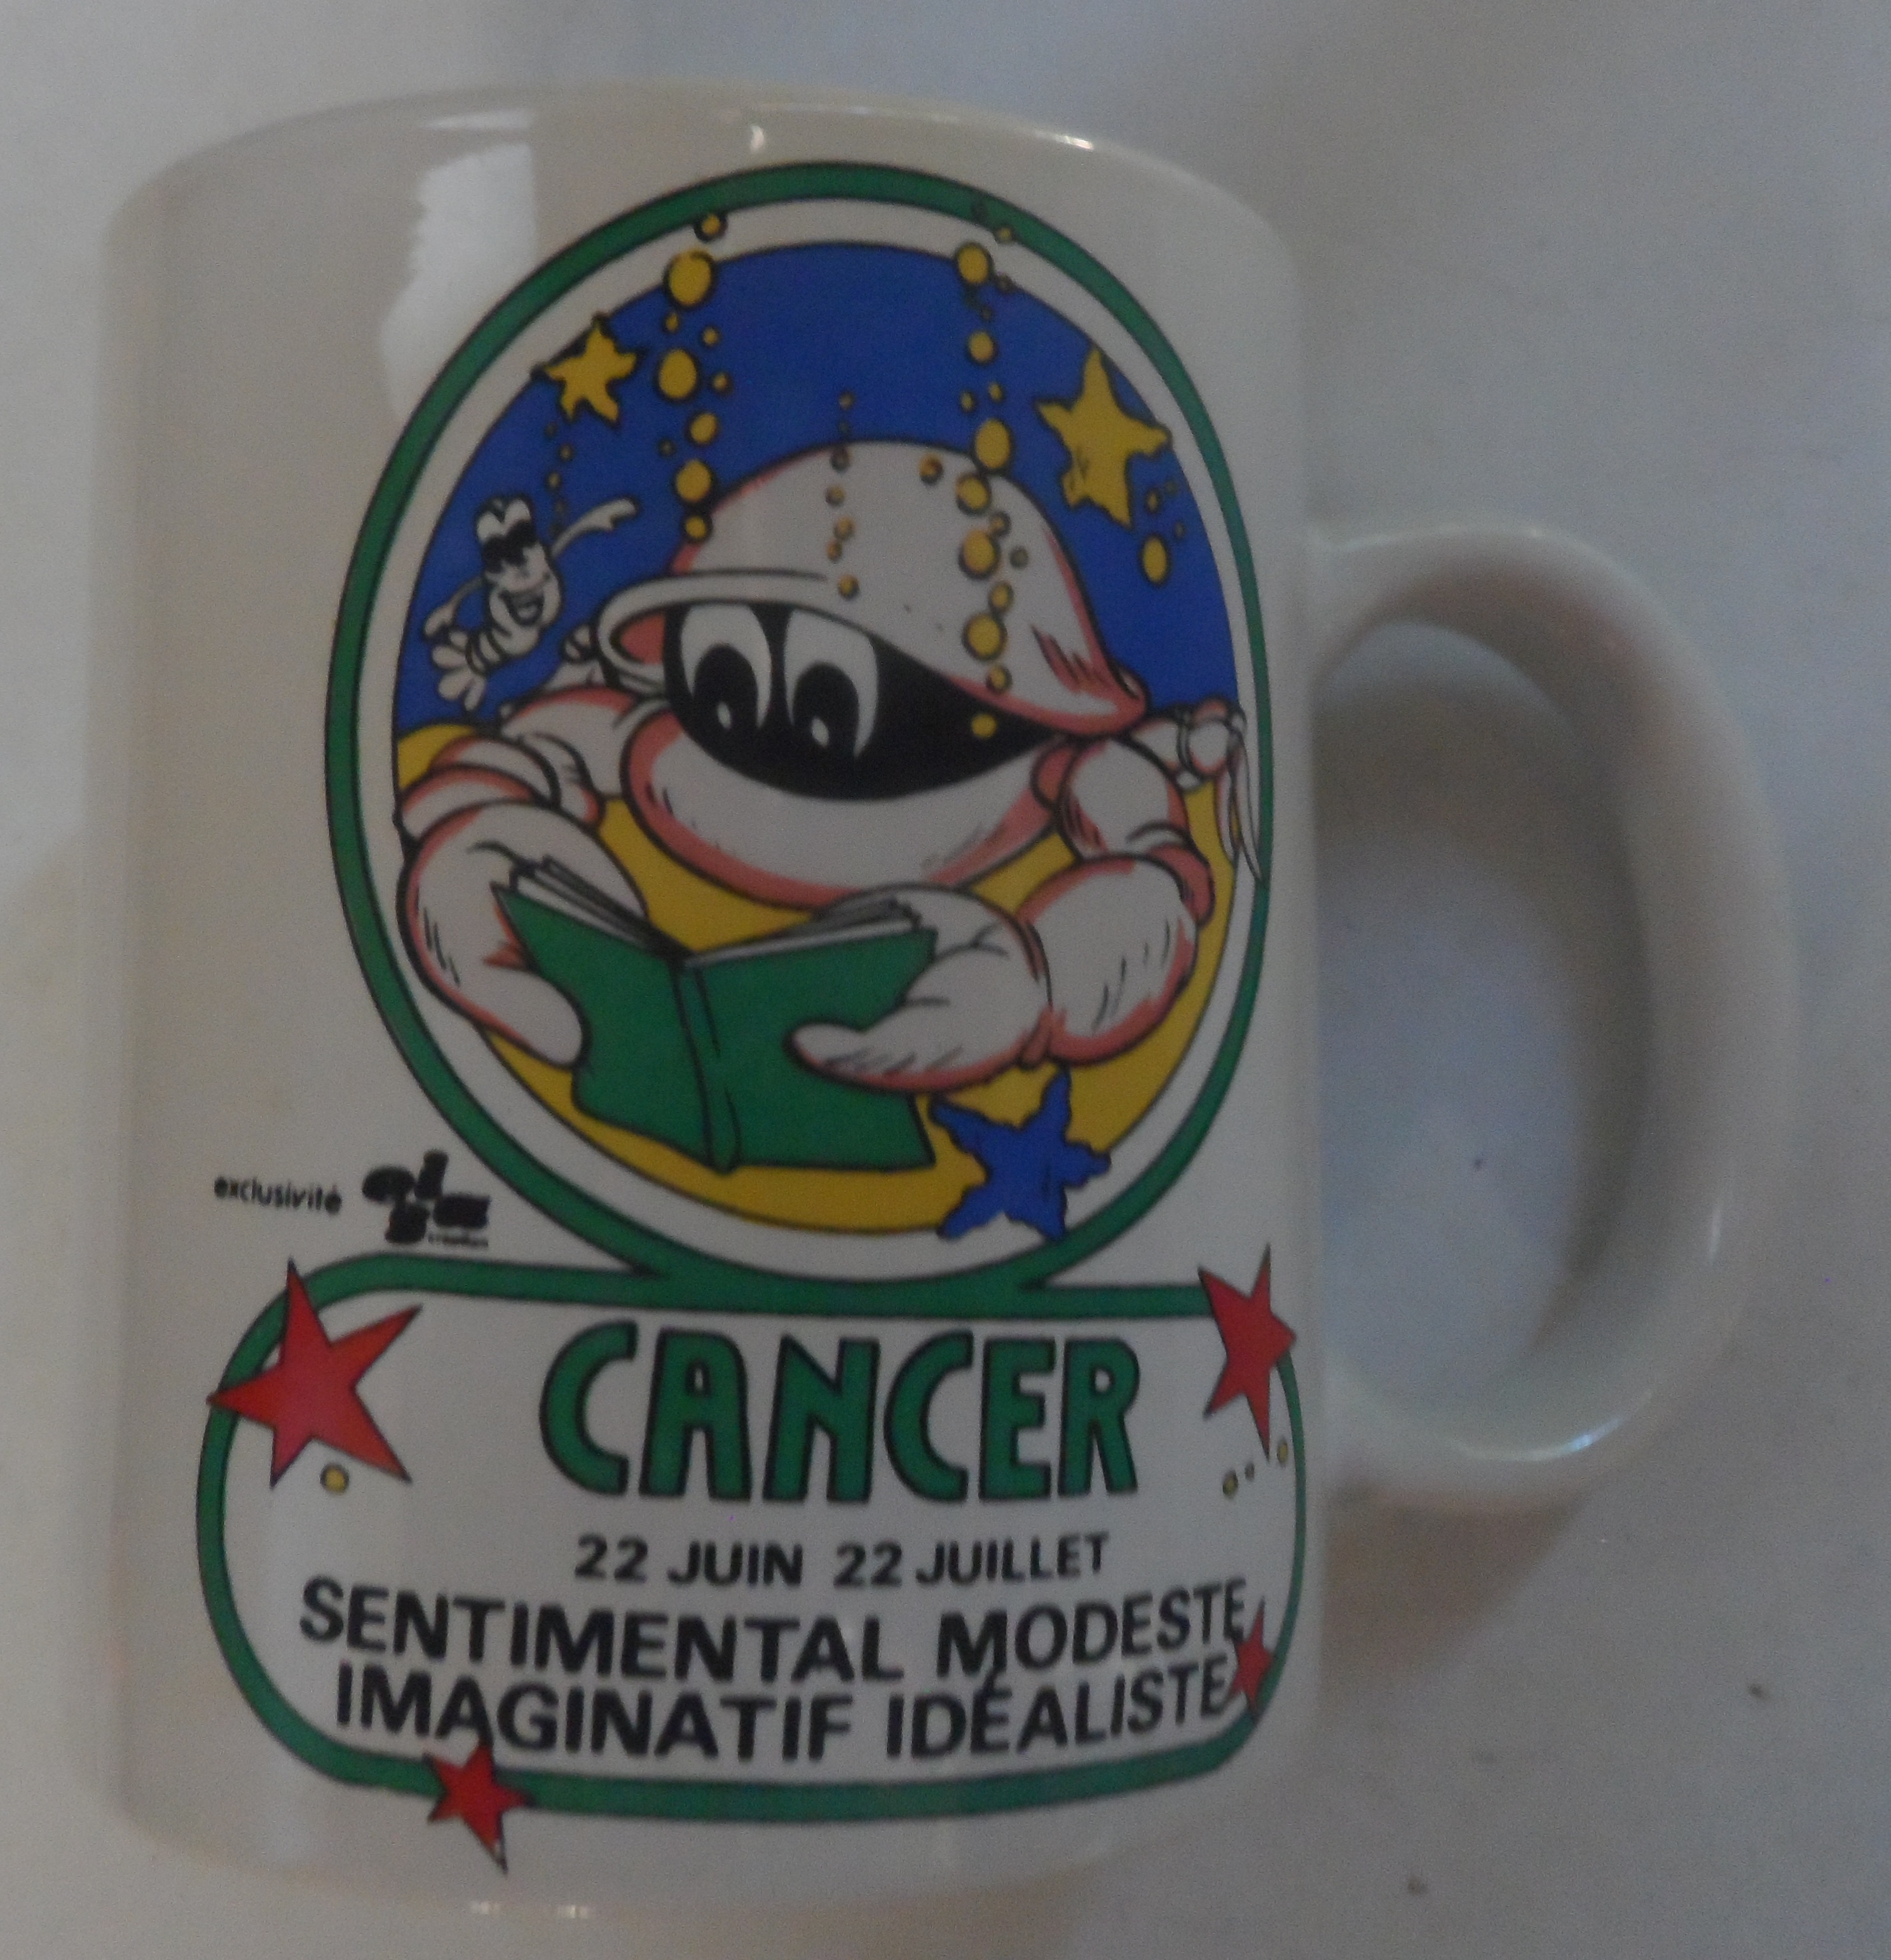 exclusivité
CANCER
22 JUIN 22 JUILLET
SENTIMENTAL MODESTE
IMAGINATIF IDÉALISTE